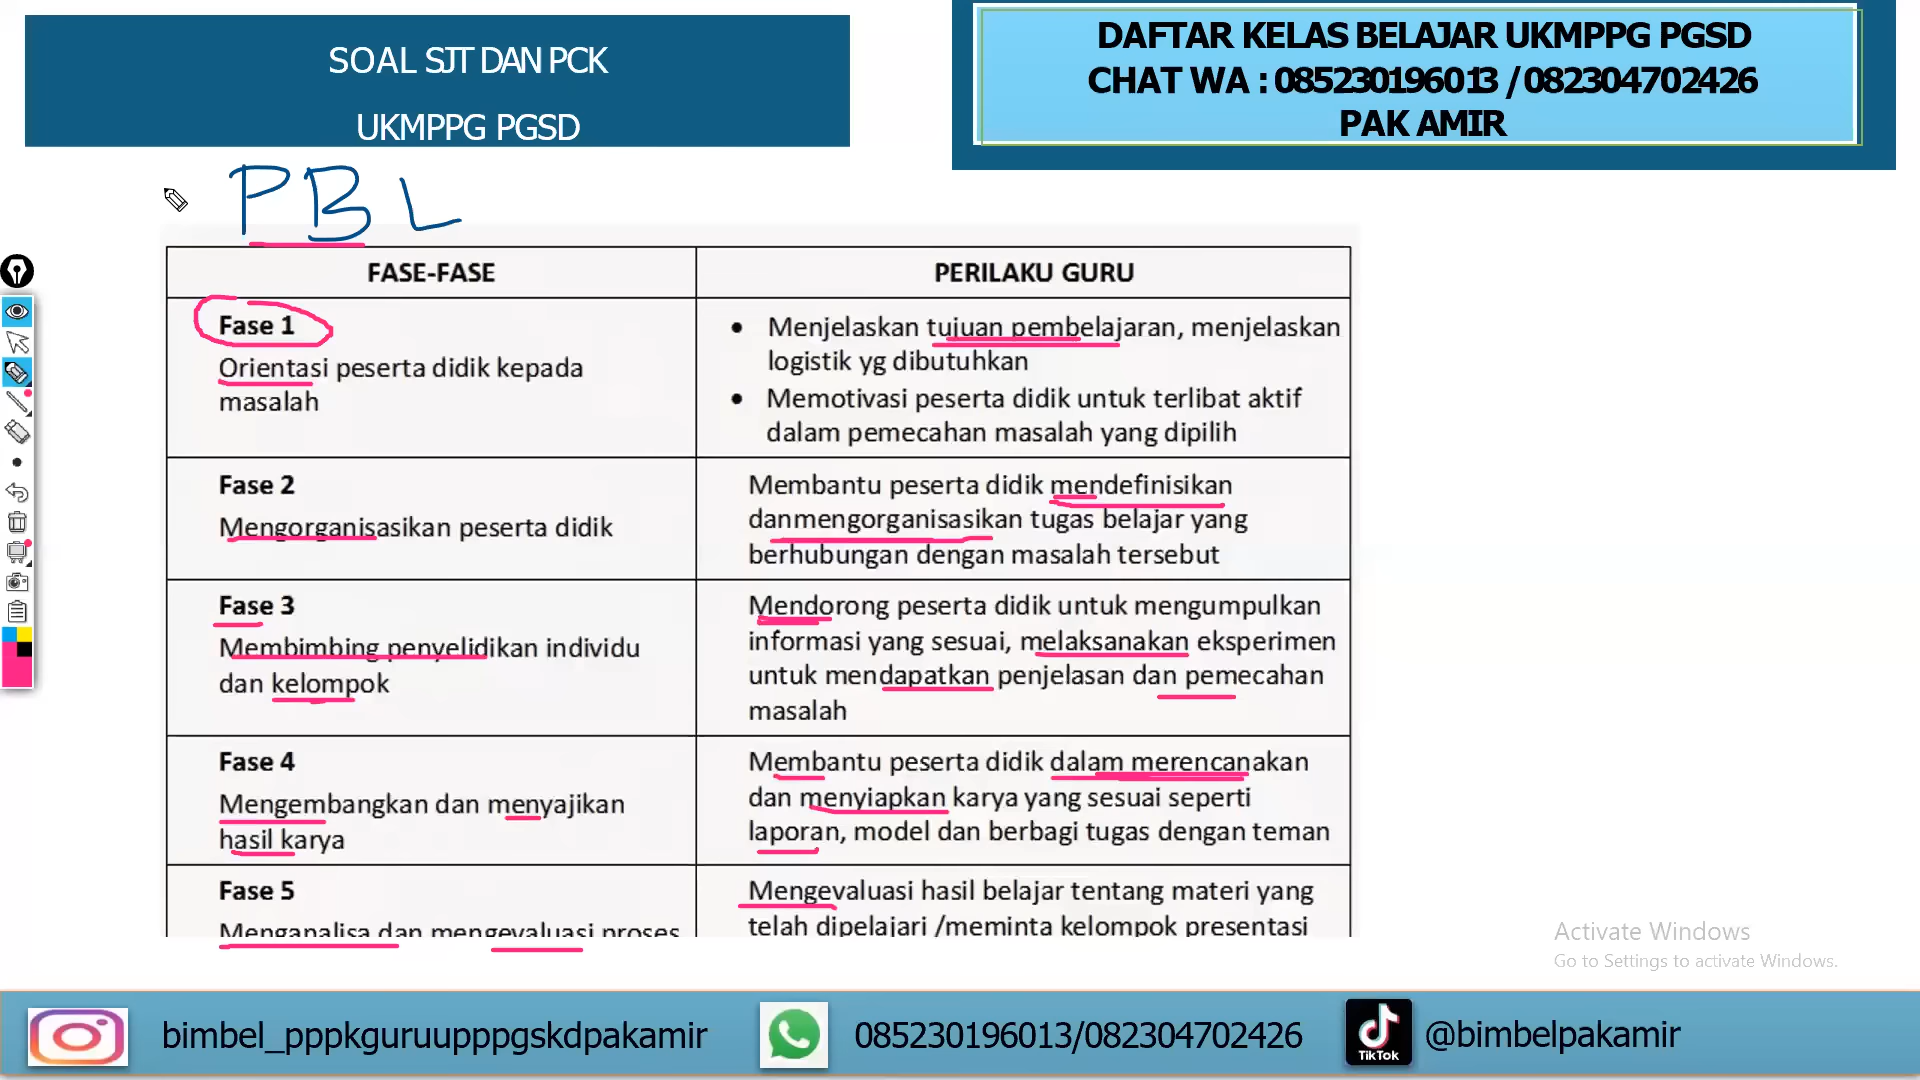 SOAL SJT DAN PCK
UKMPPG PGSD
DAFTAR KELAS BELAJAR UKMPPG PGSD
CHAT WA : 085230196013 / 082304702426
PAK AMIR
PBL
FASE-FASE
PERILAKU GURU
Fase 1
Orientasi peserta didik kepada
masalah
• Menjelaskan tujuan pembelajaran, menjelaskan
logistik yg dibutuhkan
• Memotivasi peserta didik untuk terlibat aktif
dalam pemecahan masalah yang dipilih
Fase 2
Mengorganisasikan peserta didik
Membantu peserta didik mendefinisikan
danmengorganisasikan tugas belajar yang
berhubungan dengan masalah tersebut
Fase 3
Membimbing penyelidikan individu
dan kelompok
Mendorong peserta didik untuk mengumpulkan
informasi yang sesuai, melaksanakan eksperimen
untuk mendapatkan penjelasan dan pemecahan
masalah
Fase 4
Mengembangkan dan menyajikan
hasil karya
Membantu peserta didik dalam merencanakan
dan menyiapkan karya yang sesuai seperti
laporan, model dan berbagi tugas dengan teman
Fase 5
Menganalisa dan mengevaluasi proses
Mengevaluasi hasil belajar tentang materi yang
telah dipelajari /meminta kelompok presentasi
Activate Windows
Go to Settings to activate Windows.
bimbel_pppkguruupppgskdpakamir
085230196013/082304702426
TikTok
@bimbelpakamir